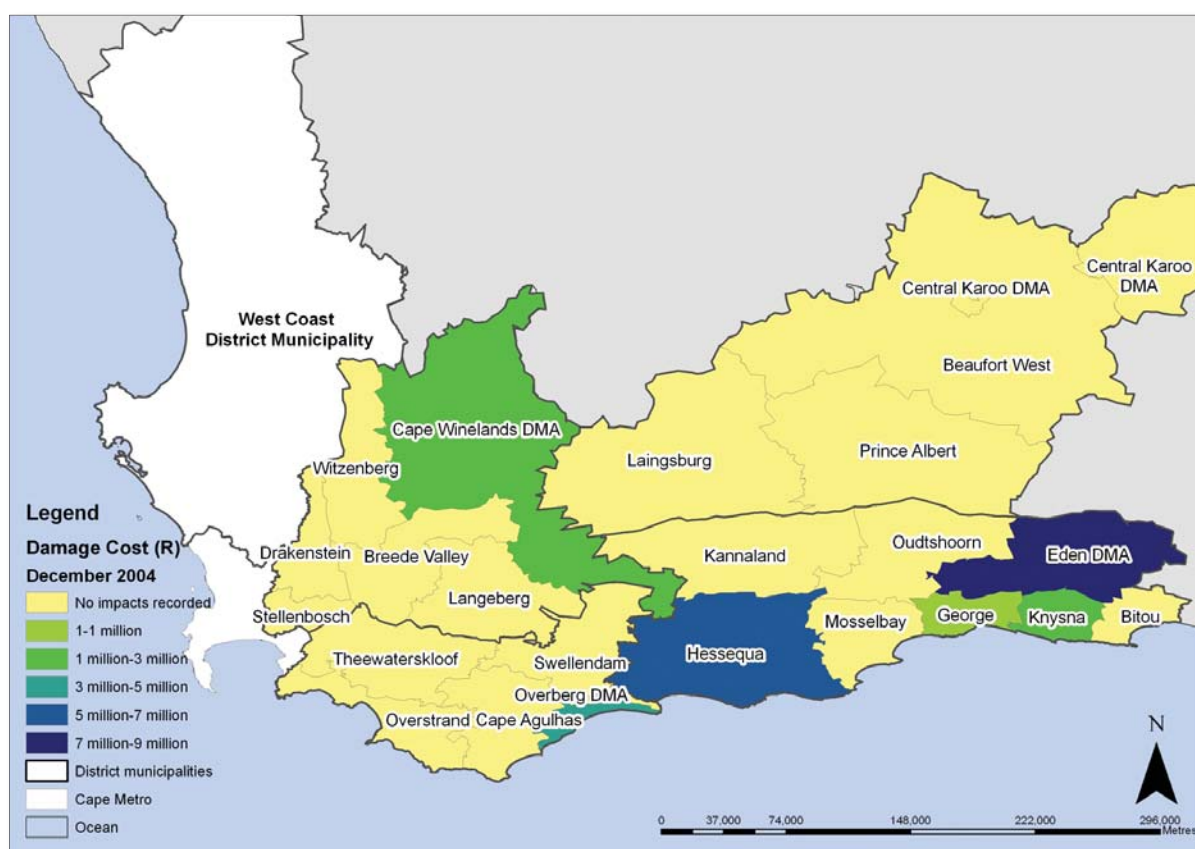 Central Karoo
DMA
Central Karoo DMA
West Coast
District Municipality
Beaufort West
Cape Winelands DMA
Prince Albert
Laingsburg
Witzenberg
Legend
Damage Cost (R)
December 2004
No impacts recorded
1-1 million
1 million-3 million
3 million-5 million
5 million-7 million
7 million-9 million
District municipalities
Cape Metro
Ocean
Drakenstein
Breede Valley
Kannaland
Oudtshoorn
Eden DMA
Langeberg
Stellenbosch
Mosselbay
George
Knysna
Bitou
Theewaterskloof
Swellendam
Hessequa
Overberg DMA
Overstrand
Cape Agulhas
N
0 37,000 74,000 148,000 222,000 296,000
Metres